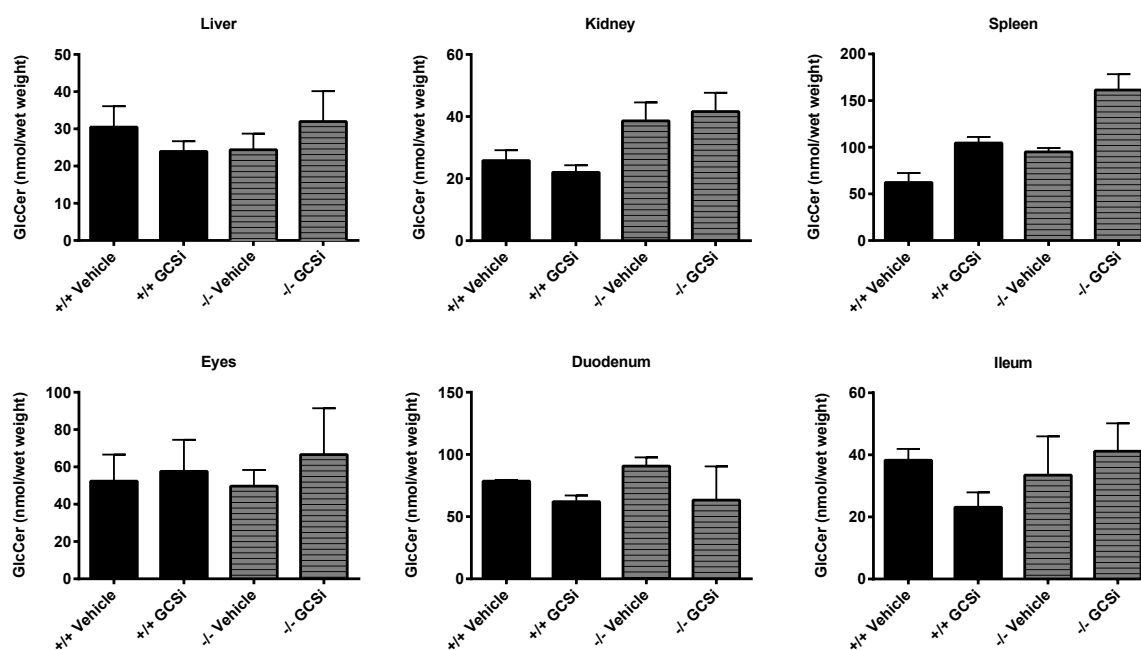 Liver
GlcCer (nmol/wet weight)
50
40
30
20
10
0
+/+ Vehicle
+/+ GCSi
-/- Vehicle
-/- GCSi
Kidney
GlcCer (nmol/wet weight)
60
40
20
0
+/+ Vehicle
+/+ GCSi
-/- Vehicle
-/- GCSi
Spleen
GlcCer (nmol/wet weight)
200
150
100
50
0
+/+ Vehicle
+/+ GCSi
-/- Vehicle
-/- GCSi
Eyes
GlcCer (nmol/wet weight)
100
80
60
40
20
0
+/+ Vehicle
+/+ GCSi
-/- Vehicle
-/- GCSi
Duodenum
GlcCer (nmol/wet weight)
150
100
50
0
+/+ Vehicle
+/+ GCSi
-/- Vehicle
-/- GCSi
Ileum
GlcCer (nmol/wet weight)
60
40
20
0
+/+ Vehicle
+/+ GCSi
-/- Vehicle
-/- GCSi